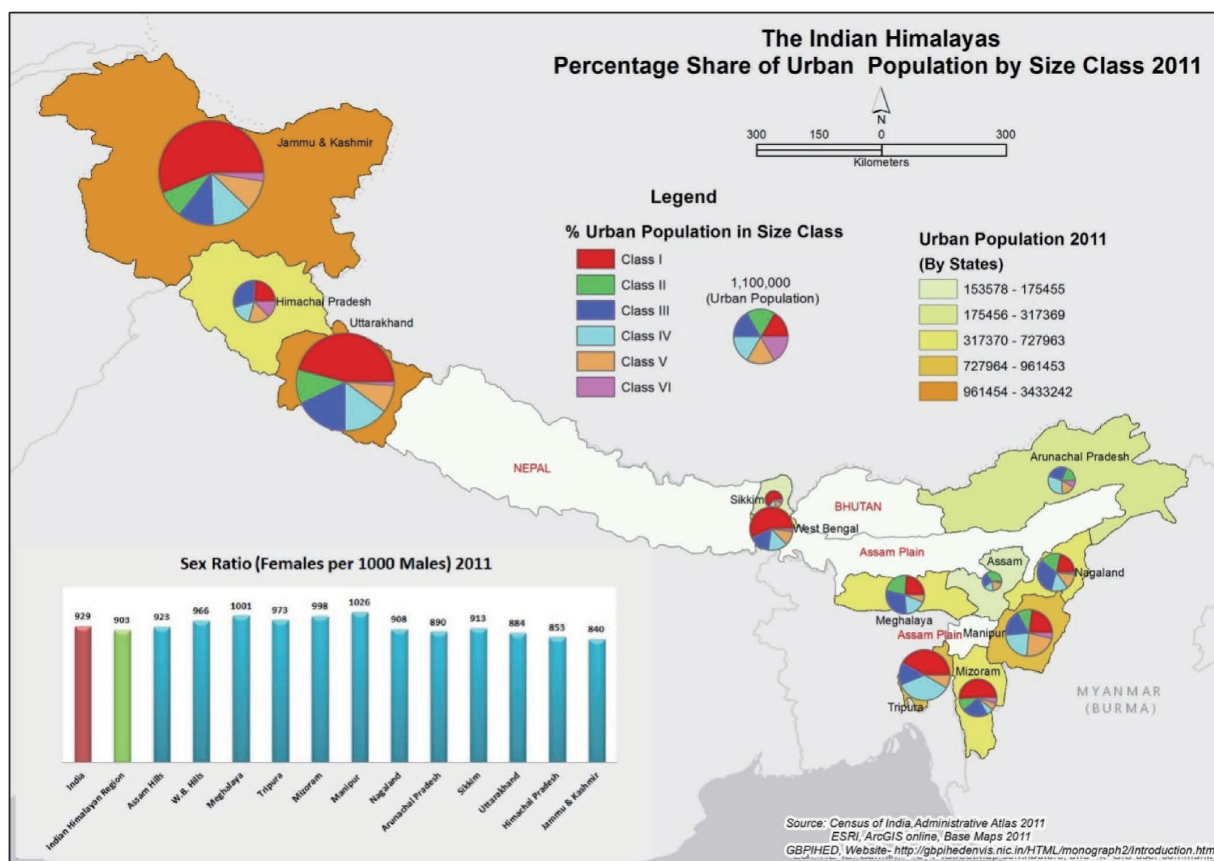 The Indian Himalayas
Percentage Share of Urban Population by Size Class 2011
N
300 150 0 300
Kilometers
Legend
% Urban Population in Size Class
Class I
Class II
Class III
Class IV
Class V
Class VI
1,100,000
(Urban Population)
Urban Population 2011
(By States)
153578 - 175455
175456 - 317369
317370 - 727963
727964 - 961453
961454 - 3433242
Jammu & Kashmir
Himachal Pradesh
Uttarakhand
NEPAL
Sikkim
West Bengal
BHUTAN
Arunachal Pradesh
Assam Plain
Assam
Nagaland
Meghalaya
Assam Plain
Manipur
Mizoram
Tripura
MYANMAR
(BURMA)
Sex Ratio (Females per 1000 Males) 2011
929 903 923 966 1001 973 998 1026 908 890 913 884 853 840
India
Indian Himalayan Region
Assam Hills
W.B. Hills
Meghalaya
Tripura
Mizoram
Manipur
Nagaland
Arunachal Pradesh
Sikkim
Uttarakhand
Himachal Pradesh
Jammu & Kashmir
Source: Census of India,Administrative Atlas 2011
ESRI, ArcGIS online, Base Maps 2011
GBPIHED, Website- http://gbpihedenvis.nic.in/HTML/monograph2/Introduction.htm